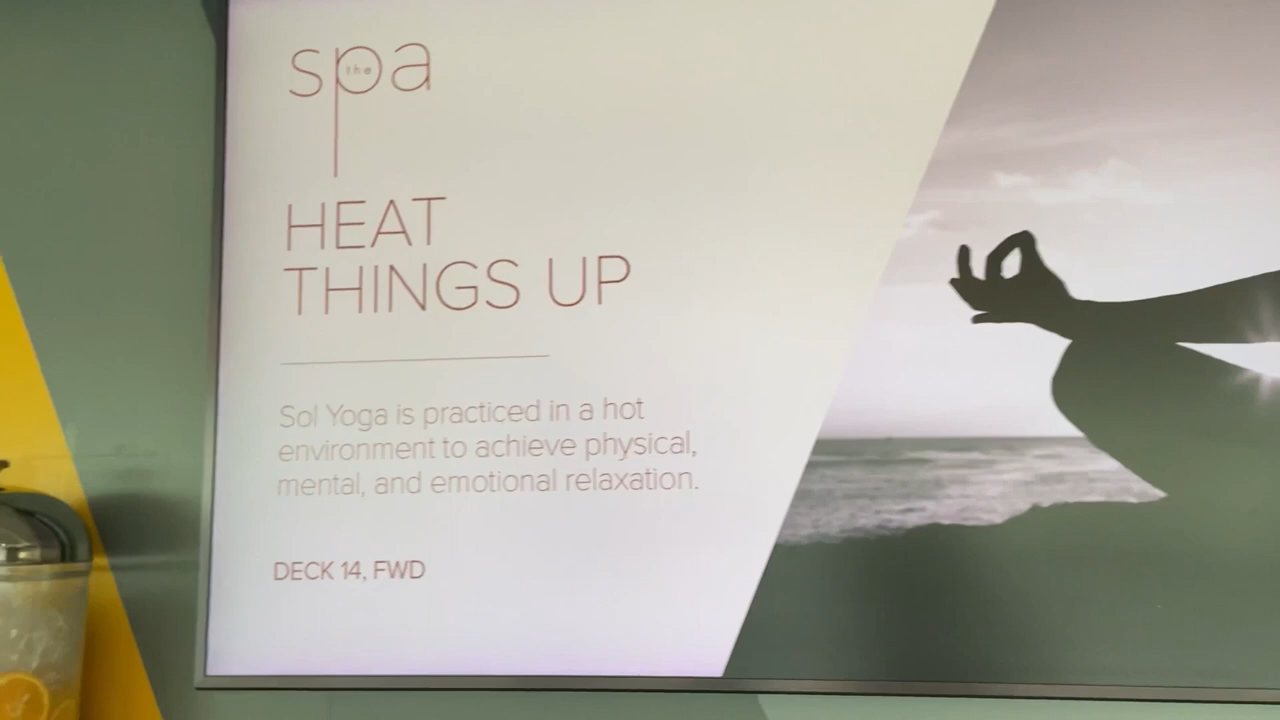 the spa
HEAT
THINGS UP
Sol Yoga is practiced in a hot
environment to achieve physical,
mental, and emotional relaxation.
DECK 14, FWD